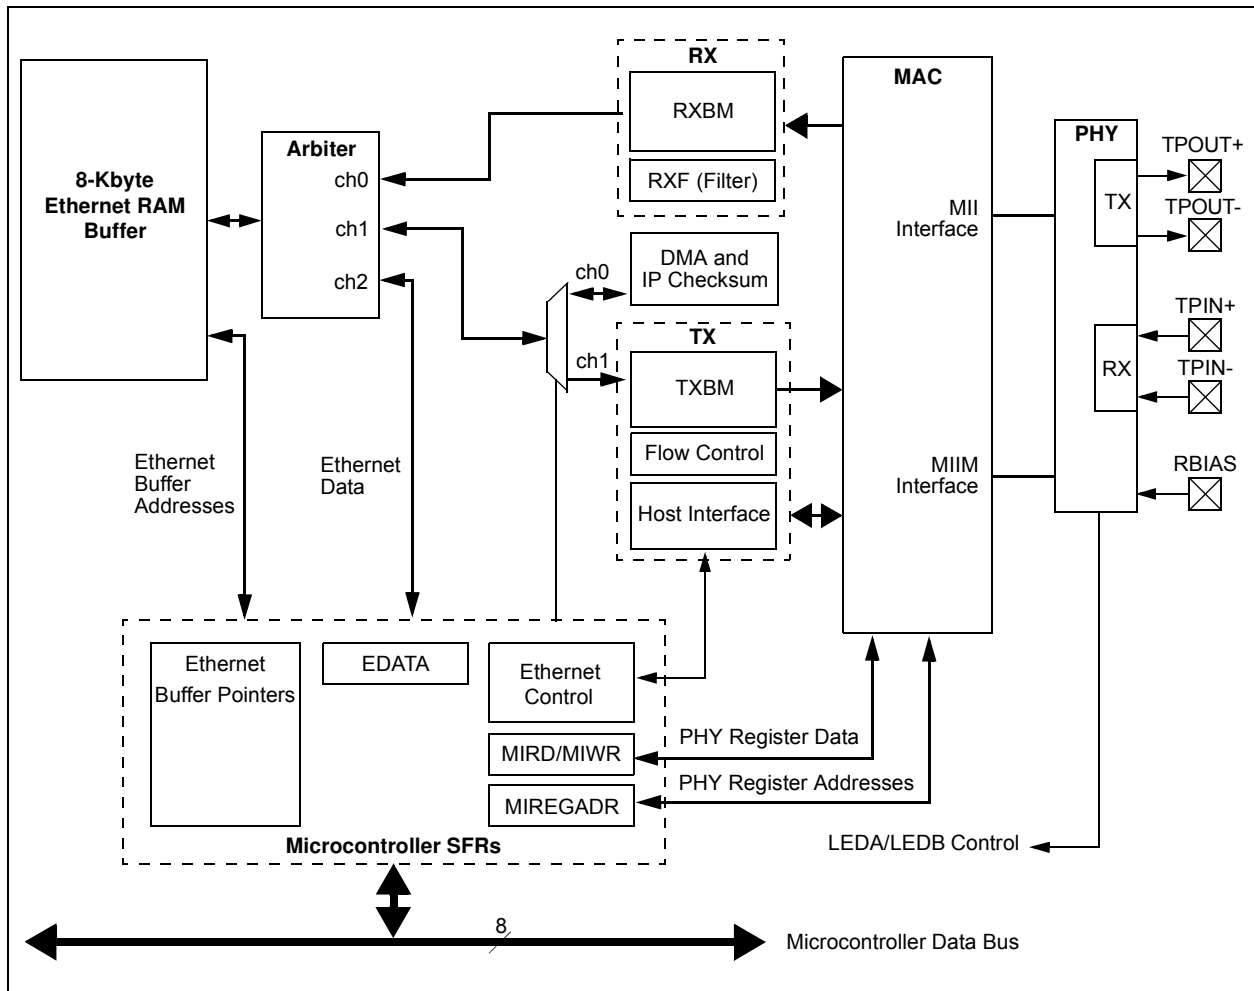 8-Kbyte
Ethernet RAM
Buffer
Arbiter
ch0
ch1
ch2
RX
RXBM
RXF (Filter)
DMA and
IP Checksum
ch0
ch1
TX
TXBM
Flow Control
Host Interface
MAC
MII
Interface
MIIM
Interface
PHY
TX
RX
TPOUT+
TPOUT-
TPIN+
TPIN-
RBIAS
Ethernet
Buffer
Addresses
Ethernet
Data
Ethernet
Buffer Pointers
EDATA
Ethernet
Control
MIRD/MIWR
MIREGADR
Microcontroller SFRs
PHY Register Data
PHY Register Addresses
LEDA/LEDB Control
8
Microcontroller Data Bus